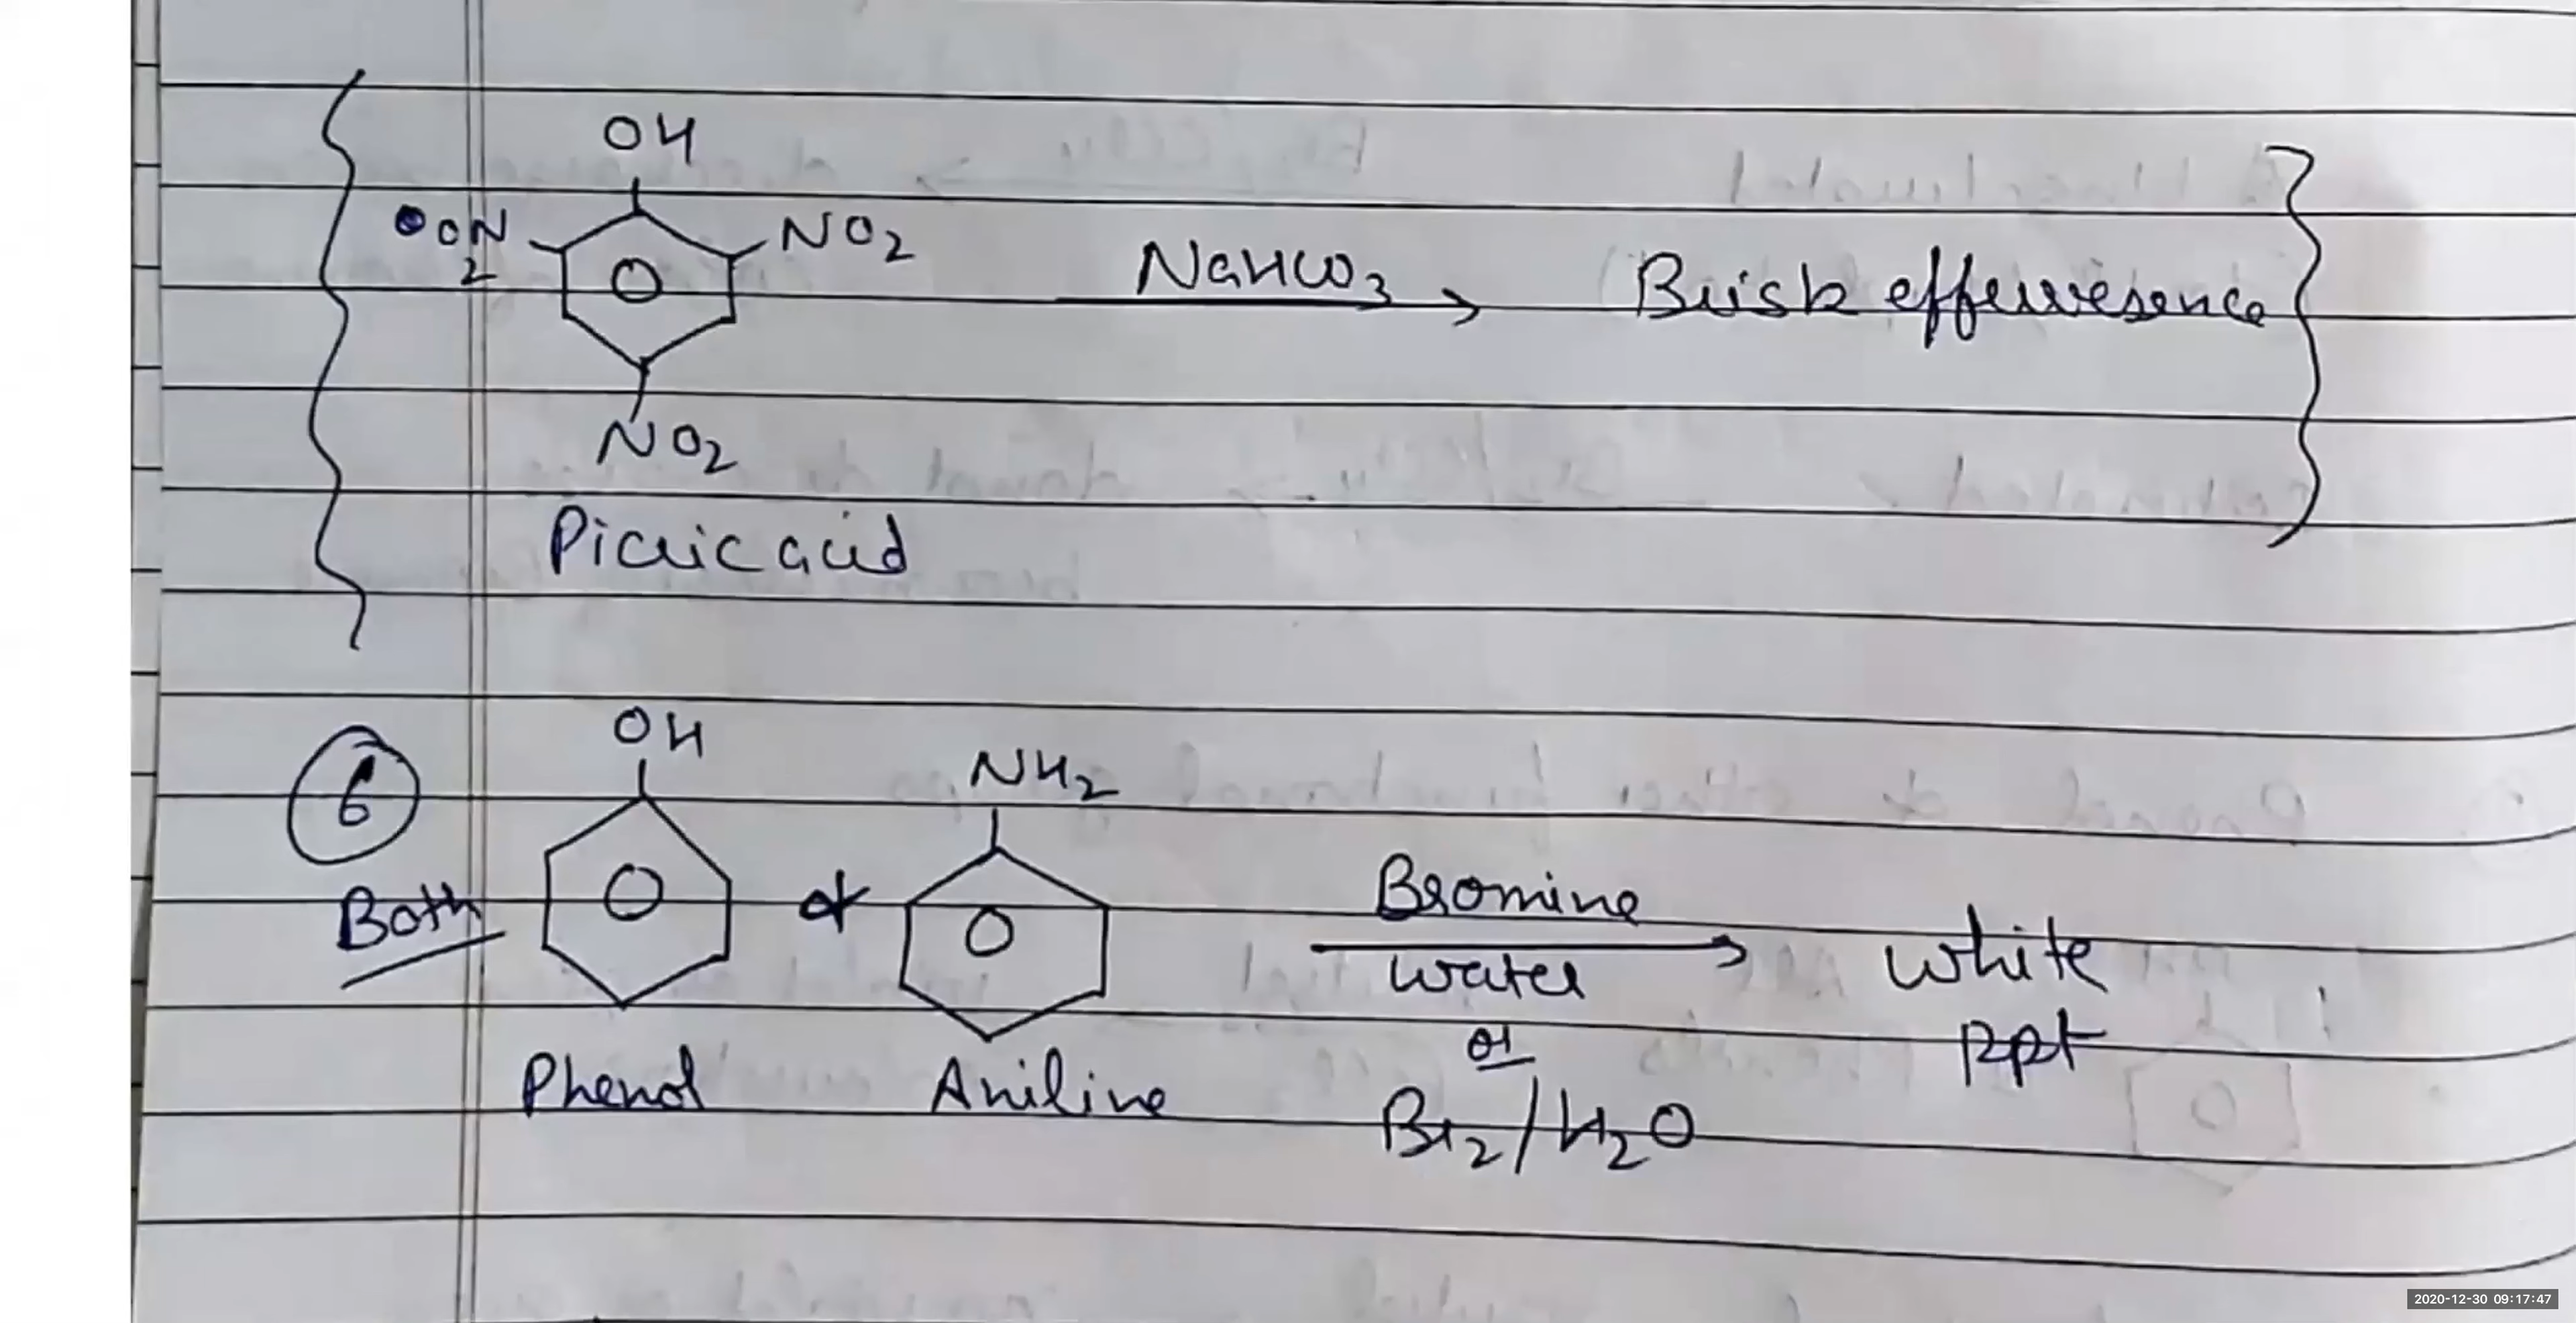 OH
O2N
NO2
NaHCO3
Brisk effervesence
NO2
Picric acid
6
OH
NH2
Both
&
Bromine
water
White
ppt
or
Br2/H2O
Phenol
Aniline
2020-12-30 09:17:47